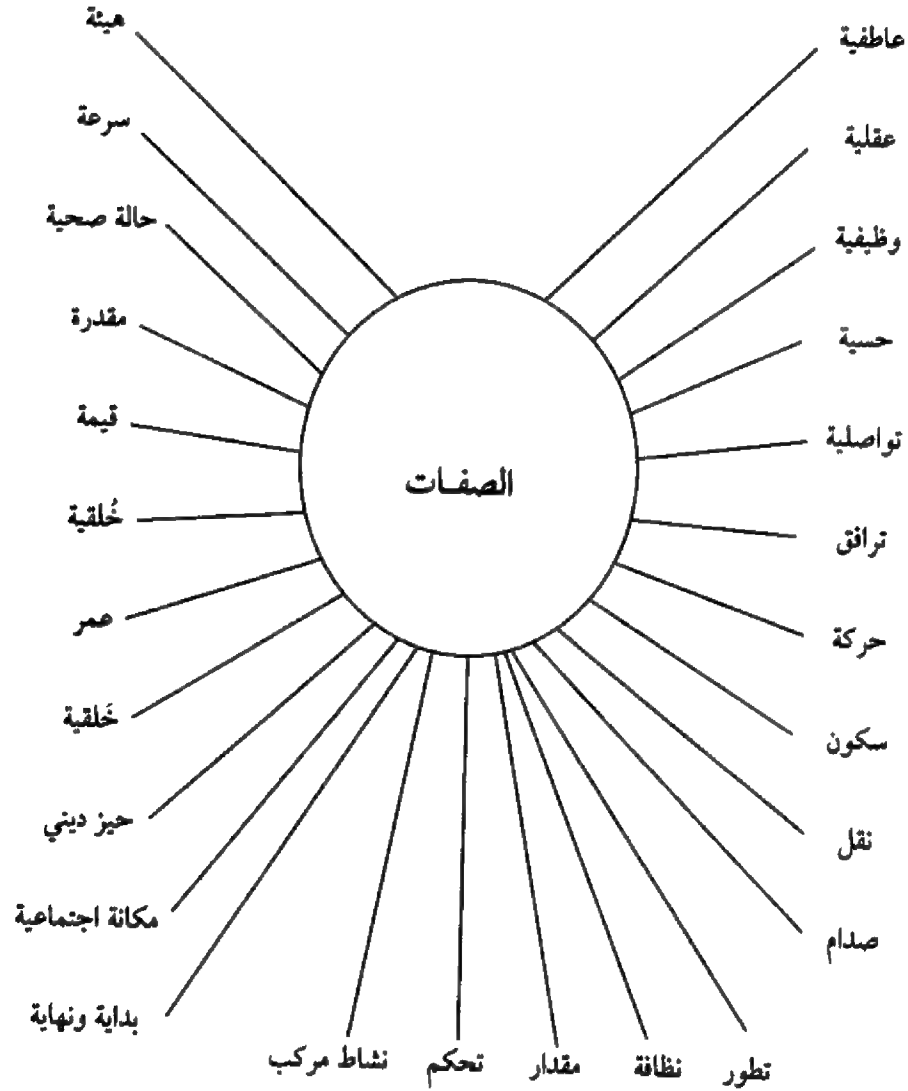 عاطفية
عقلية
وظيفية
حسية
تواصلية
ترافق
حركة
سكون
نقل
صدام
تطور
نظافة
مقدار
تحكم
نشاط مركب
بداية ونهاية
مكانة اجتماعية
حيز ديني
خَلقية
عمر
خُلقية
قيمة
مقدرة
حالة صحية
سرعة
هيئة
الصفات